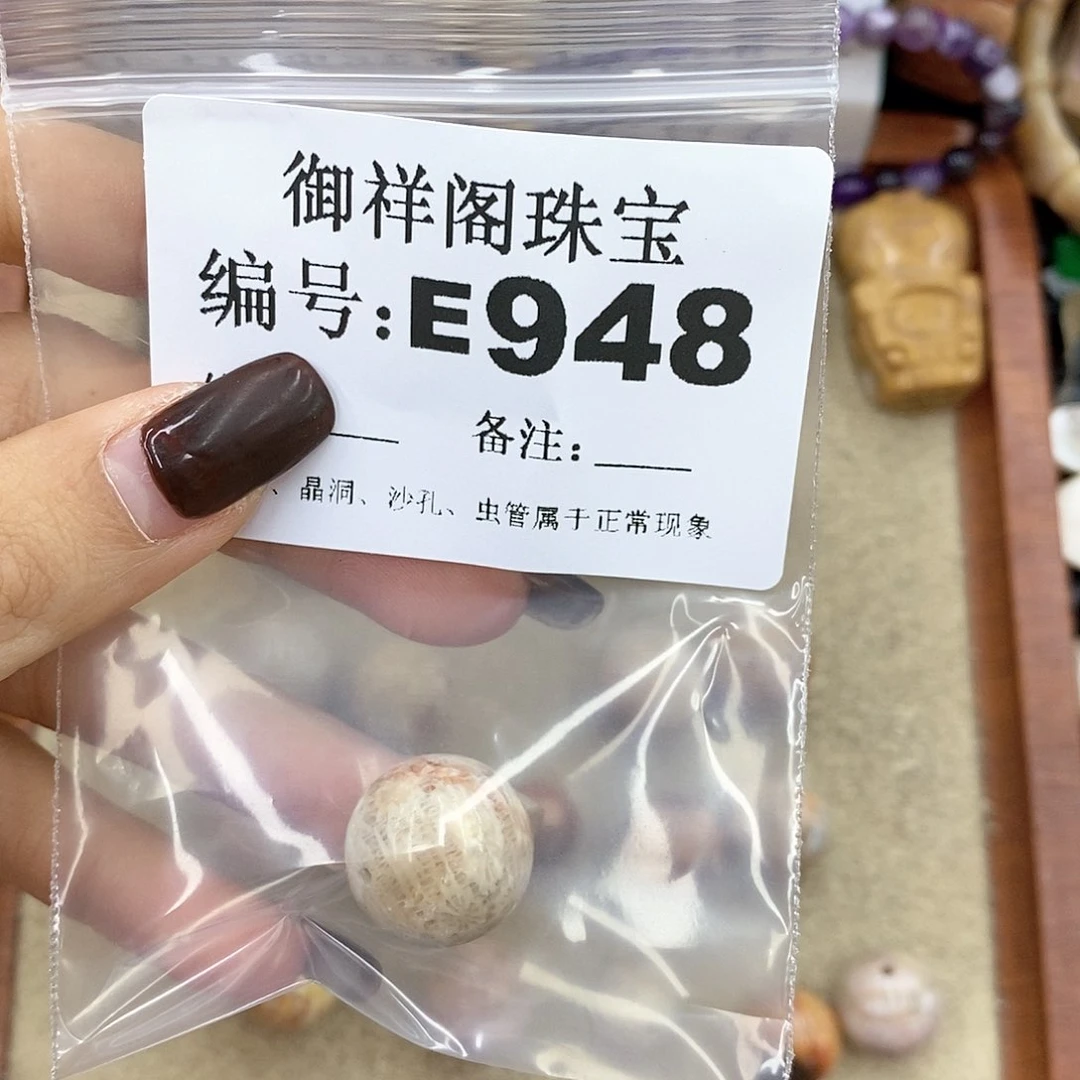 御祥阁珠宝
编号:E948
备注:____
、晶洞、沙孔、虫管属于正常现象